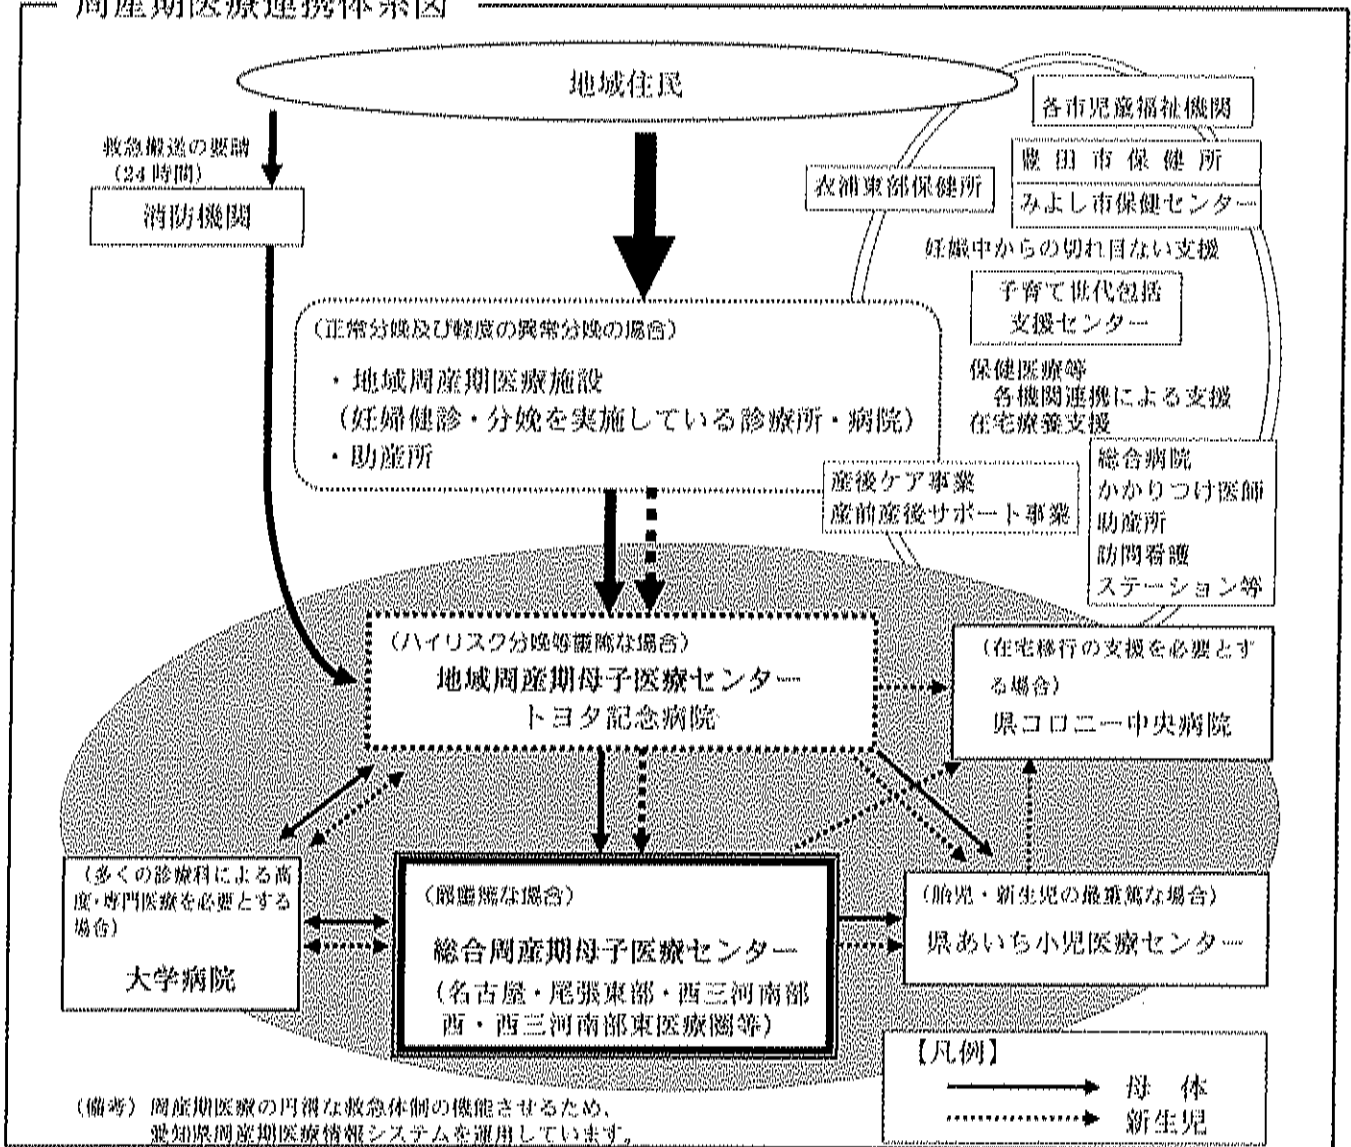 周産期医療連携体系図
地域住民
救急搬送の要請
(24時間)
消防機関
各市児童福祉機関
衣浦東部保健所
豊田市保健所
みよし市保健センター
妊娠中からの切れ目ない支援
子育て世代包括
支援センター
保健医療等
各機関連携による支援
在宅療養支援
(正常分娩及び軽度の異常分娩の場合)
・地域周産期医療施設
(妊婦健診・分娩を実施している診療所・病院)
・助産所
産後ケア事業
産前産後サポート事業
総合病院
かかりつけ医師
助産所
訪問看護
ステーション等
(ハイリスク分娩等重篤な場合)
地域周産期母子医療センター
トヨタ記念病院
(在宅移行の支援を必要とす
る場合)
県コロニー中央病院
(多くの診療科による高
度・専門医療を必要とする
場合)
大学病院
(最重篤な場合)
総合周産期母子医療センター
(名古屋・尾張東部・西三河南部
西・西三河南部東医療圏等)
(胎児・新生児の最重篤な場合)
県あいち小児医療センター
【凡例】
母 体
新生児
(備考) 周産期医療の円滑な救急体制の機能させるため、
愛知県周産期医療情報システムを運用しています。